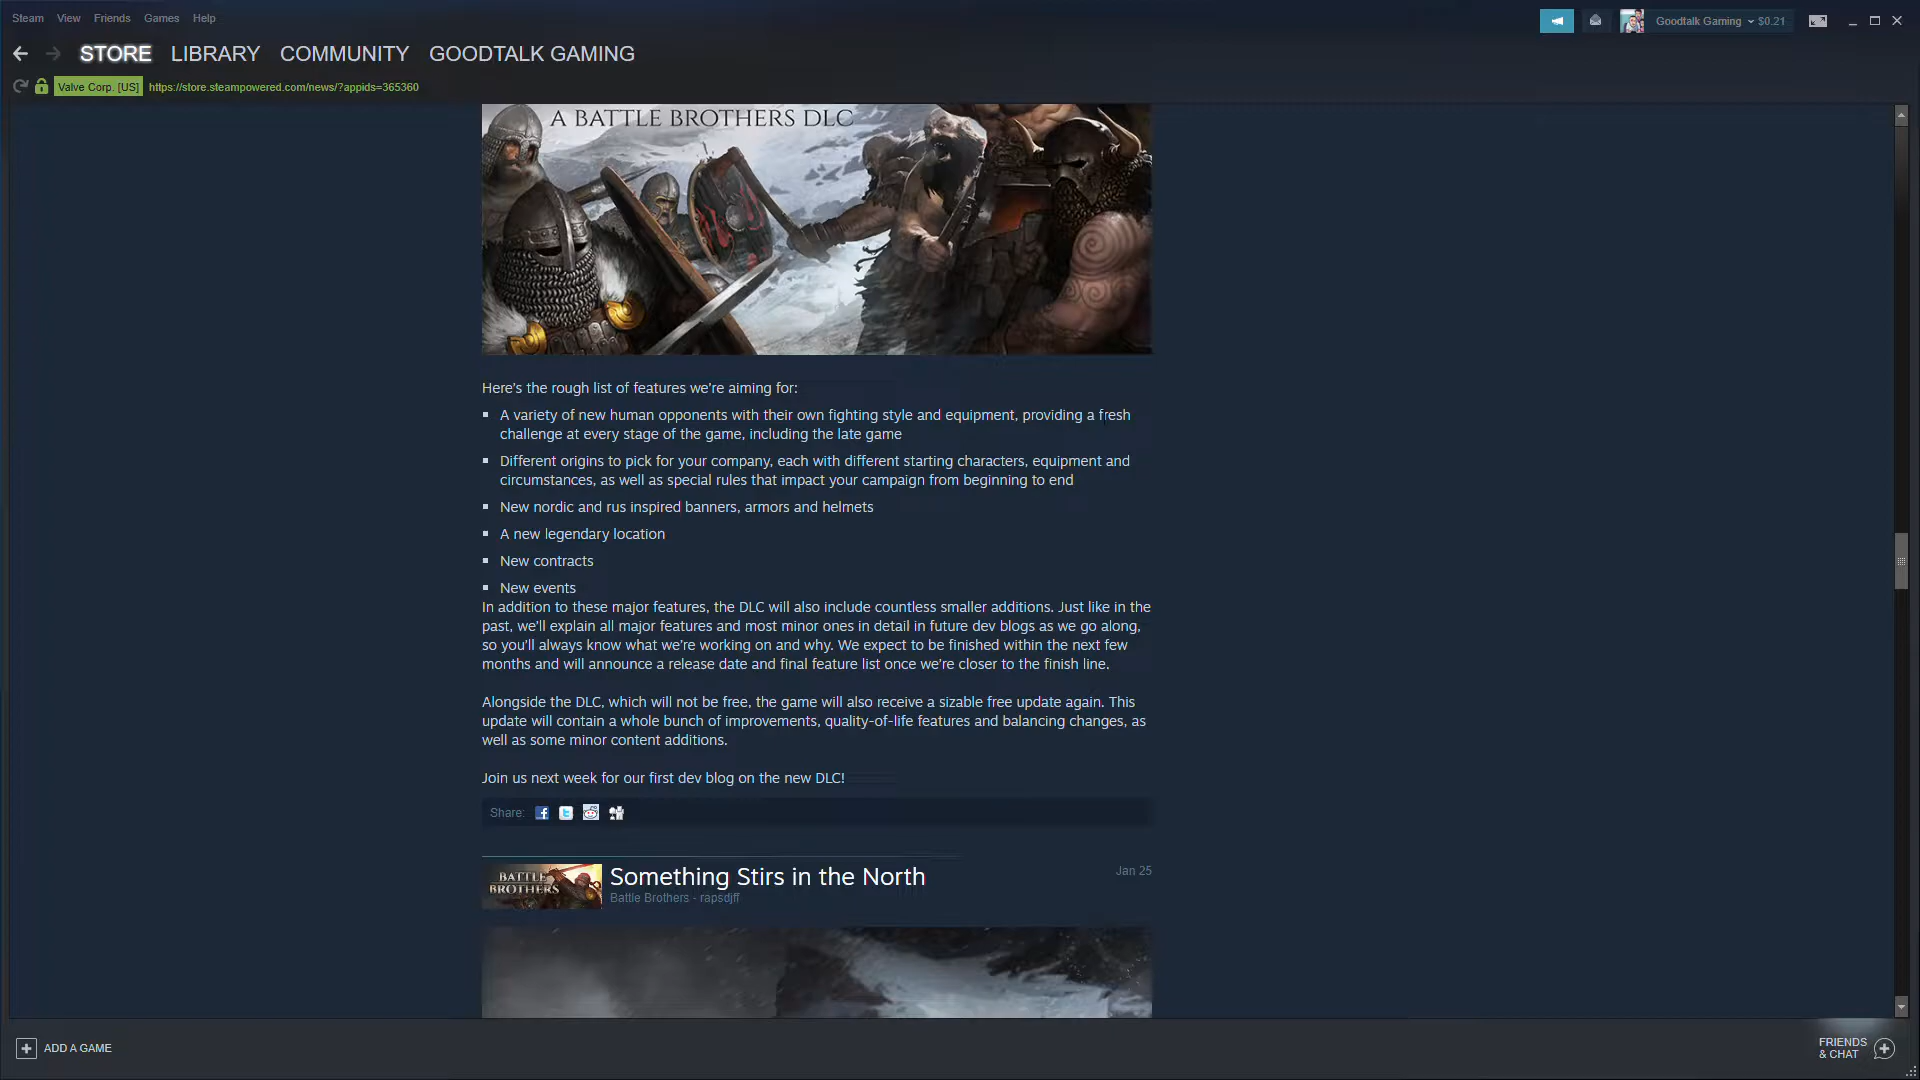 Steam View Friends Games Help
Goodtalk Gaming $0.21
STORE LIBRARY COMMUNITY GOODTALK GAMING
Valve Corp. [US] https://store.steampowered.com/news/?appids=365360
A BATTLE BROTHERS DLC
Here's the rough list of features we're aiming for:
A variety of new human opponents with their own fighting style and equipment, providing a fresh
challenge at every stage of the game, including the late game
Different origins to pick for your company, each with different starting characters, equipment and
circumstances, as well as special rules that impact your campaign from beginning to end
New nordic and rus inspired banners, armors and helmets
A new legendary location
New contracts
New events
In addition to these major features, the DLC will also include countless smaller additions. Just like in the
past, we'll explain all major features and most minor ones in detail in future dev blogs as we go along,
so you'll always know what we're working on and why. We expect to be finished within the next few
months and will announce a release date and final feature list once we're closer to the finish line.
Alongside the DLC, which will not be free, the game will also receive a sizable free update again. This
update will contain a whole bunch of improvements, quality-of-life features and balancing changes, as
well as some minor content additions.
Join us next week for our first dev blog on the new DLC!
Share:
BATTLE
BROTHERS
Something Stirs in the North
Jan 25
Battle Brothers - rapsdjff
ADD A GAME
FRIENDS
& CHAT